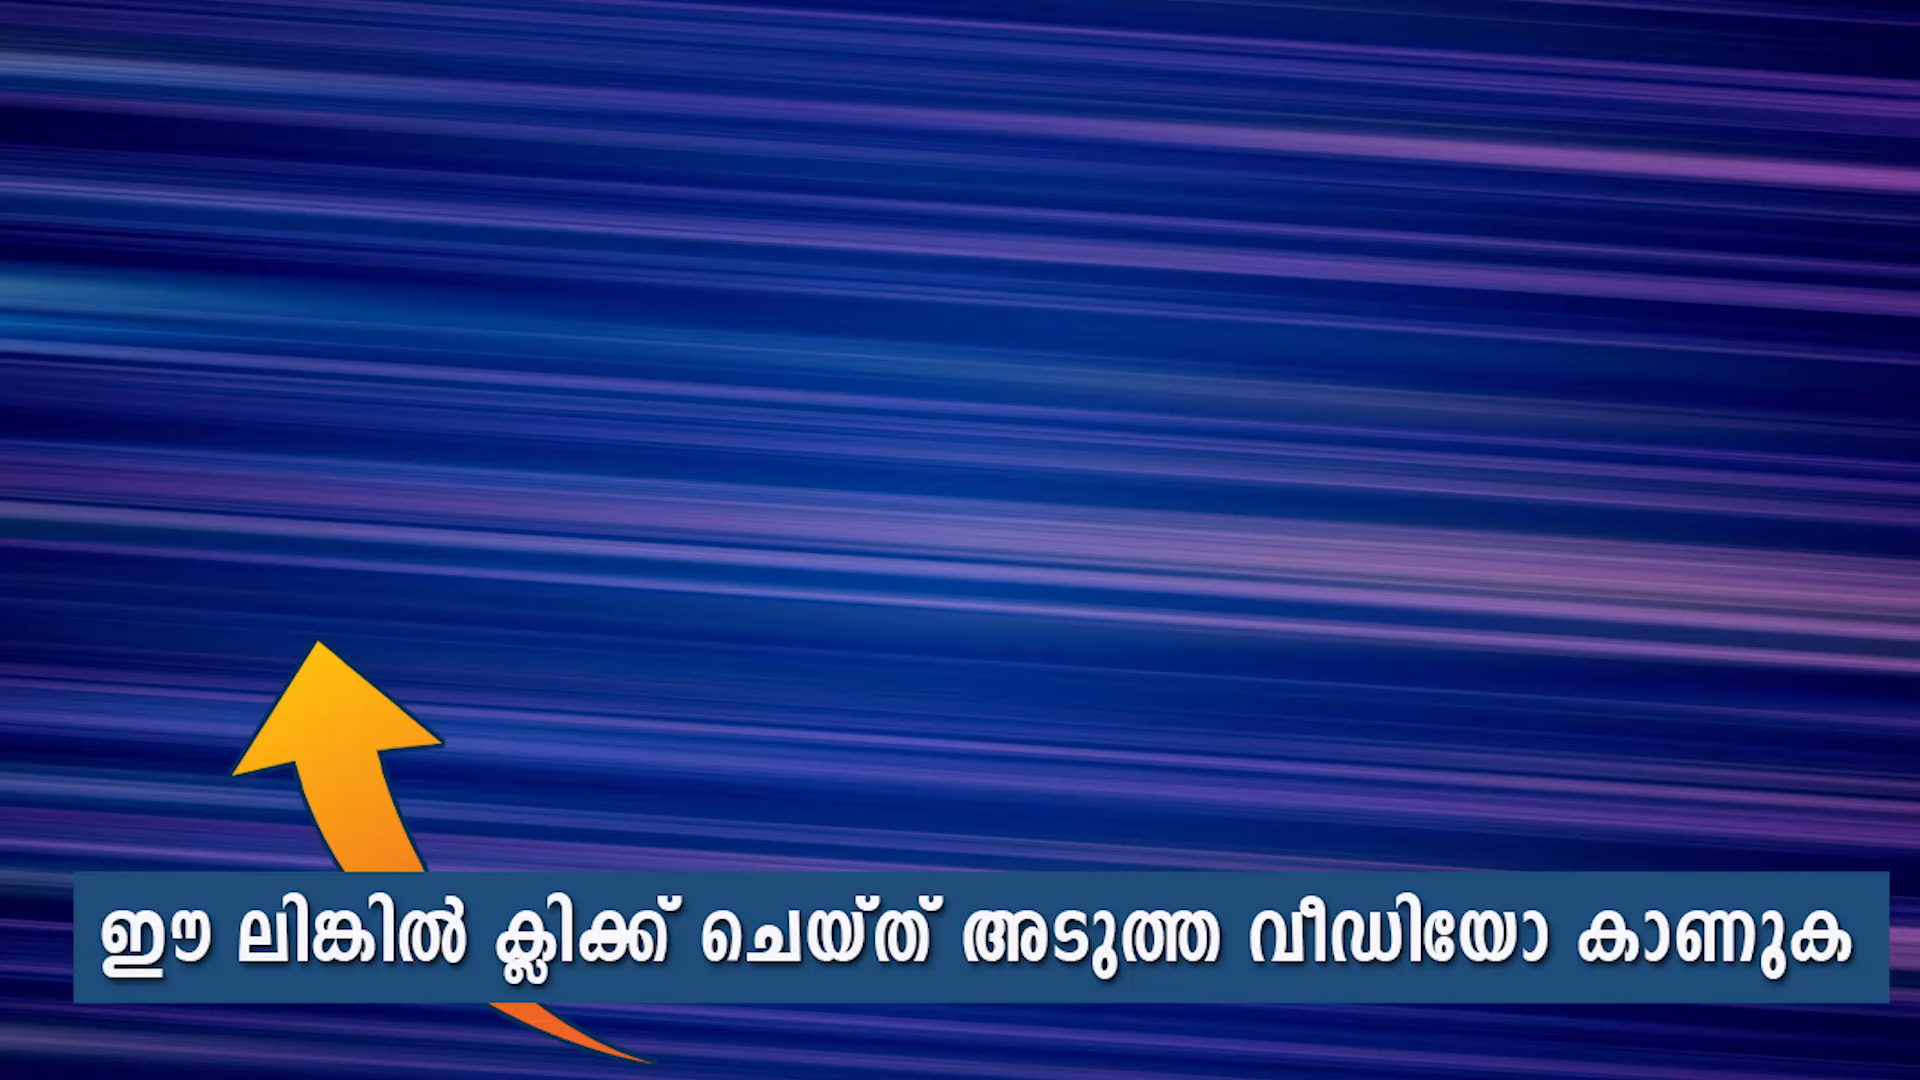 ഈ ലിങ്കിൽ ക്ലിക്ക് ചെയ്ത് അടുത്ത വീഡിയോ കാണുക